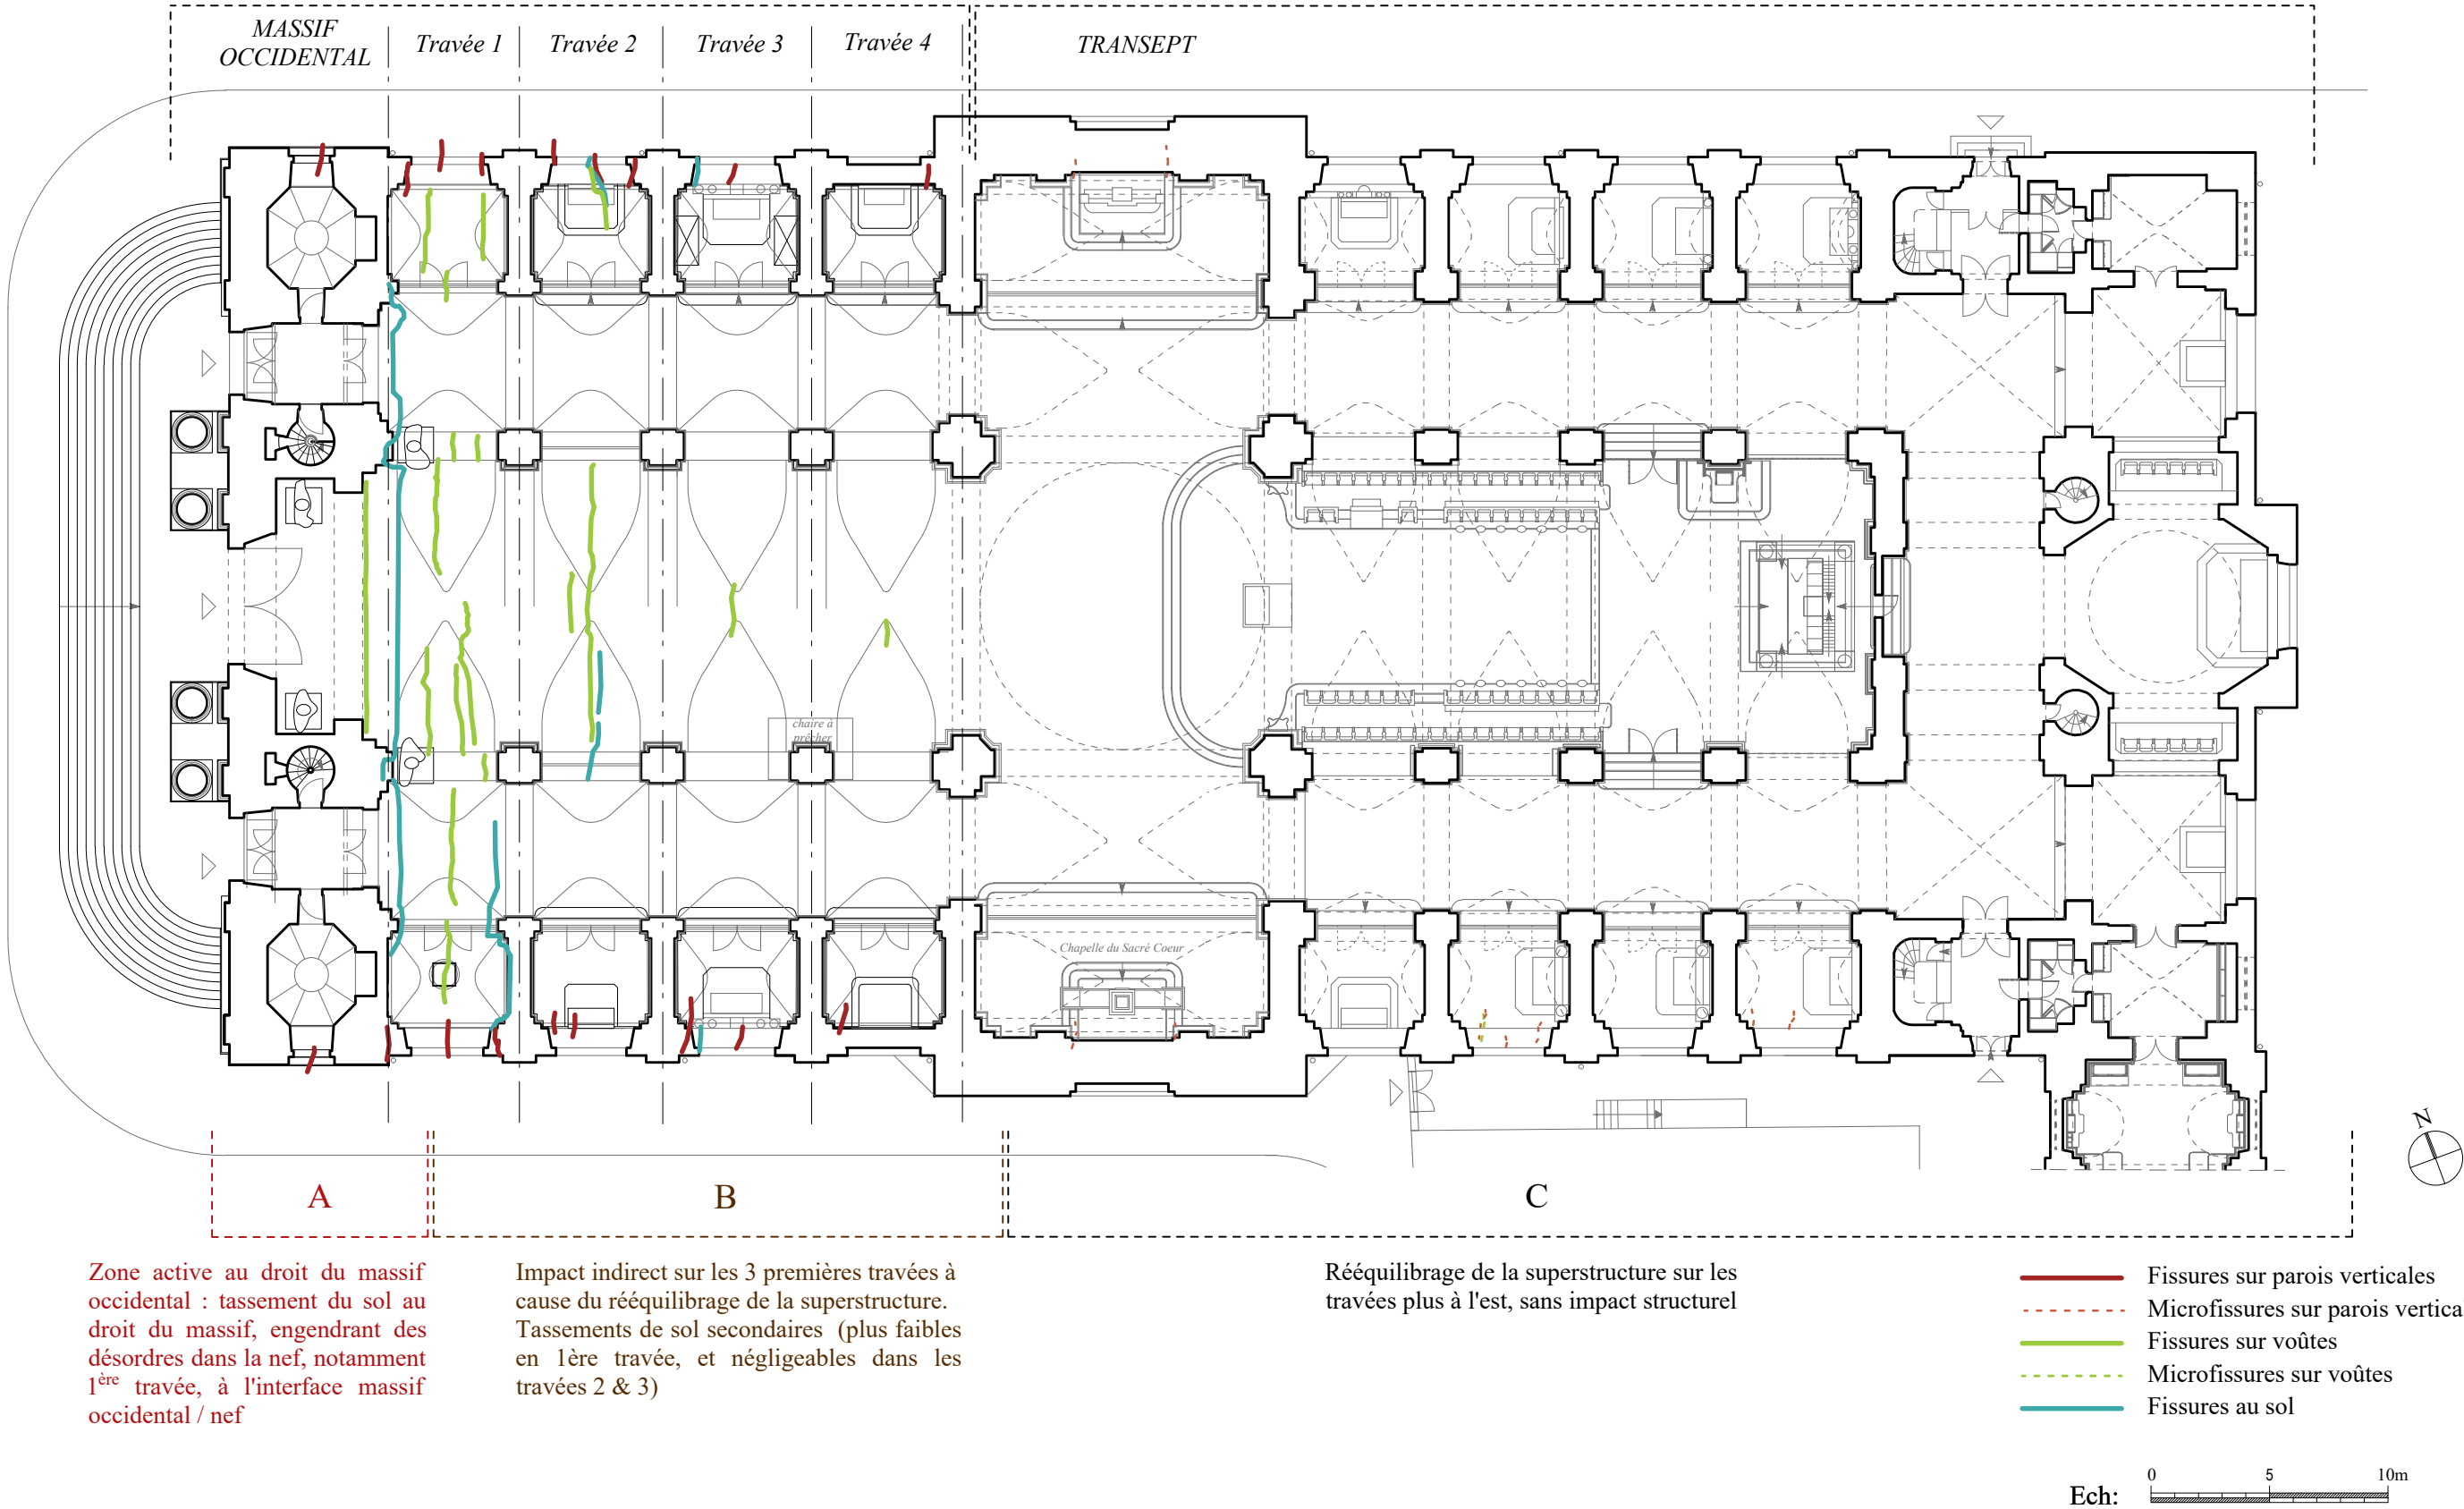 MASSIF
OCCIDENTAL
Travée 1
Travée 2
Travée 3
Travée 4
TRANSEPT
chaire à
prêcher
Chapelle du Sacré Coeur
N
A
B
C
Zone active au droit du massif
occidental : tassement du sol au
droit du massif, engendrant des
désordres dans la nef, notamment
1ère travée, à l'interface massif
occidental / nef
Impact indirect sur les 3 premières travées à
cause du rééquilibrage de la superstructure.
Tassements de sol secondaires (plus faibles
en 1ère travée, et négligeables dans les
travées 2 & 3)
Rééquilibrage de la superstructure sur les
travées plus à l'est, sans impact structurel
Fissures sur parois verticales
Microfissures sur parois vertical
Fissures sur voûtes
Microfissures sur voûtes
Fissures au sol
Ech:
0 5 10m